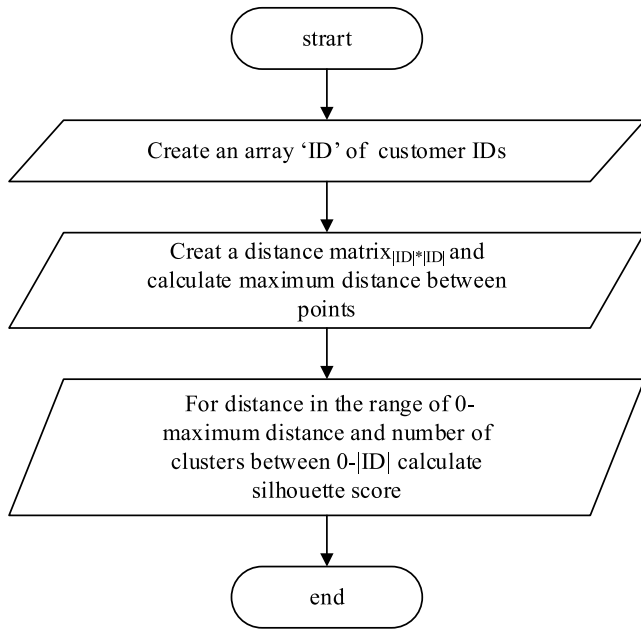 strart
Create an array ‘ID’ of customer IDs
Creat a distance matrix|ID|*|ID| and
calculate maximum distance between
points
For distance in the range of 0-
maximum distance and number of
clusters between 0-|ID| calculate
silhouette score
end